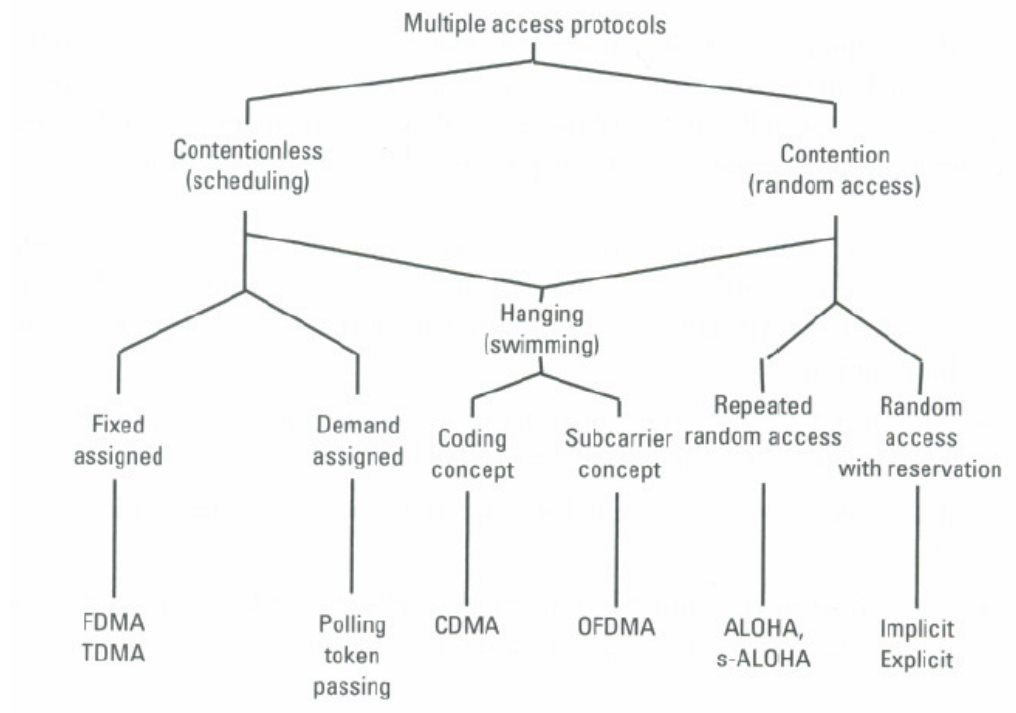 Multiple access protocols
Contentionless
(scheduling)
Contention
(random access)
Hanging
(swimming)
Fixed
assigned
Demand
assigned
Coding
concept
Subcarrier
concept
Repeated
random access
Random
access
with reservation
FDMA
TDMA
Polling
token
passing
CDMA
OFDMA
ALOHA,
s-ALOHA
Implicit
Explicit